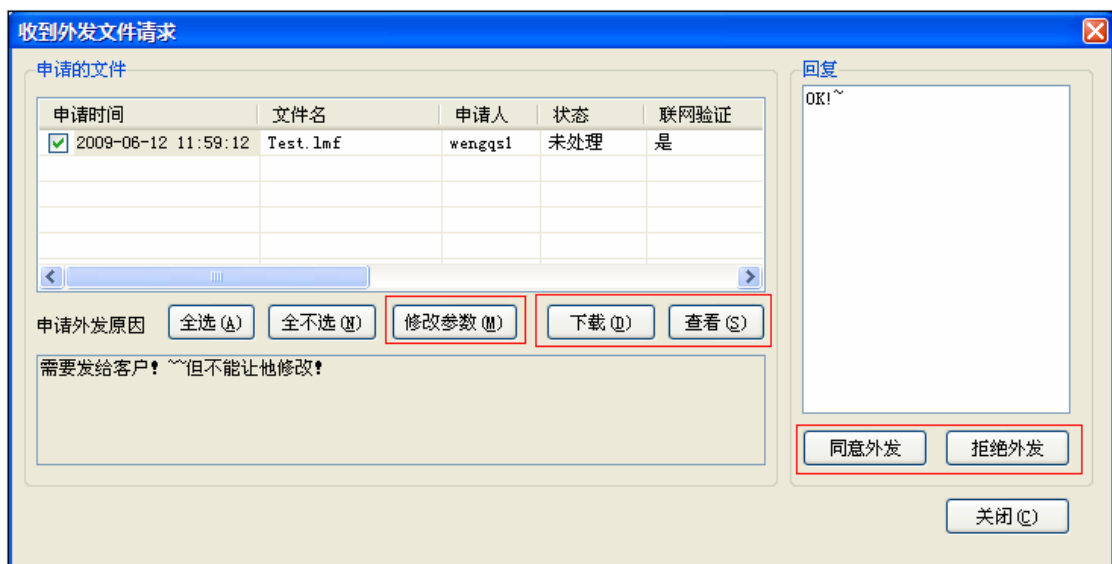 收到外发文件请求
申请的文件
申请时间 文件名 申请人 状态 联网验证
2009-06-12 11:59:12 Test.lmf wengqs1 未处理 是
申请外发原因 全选(A) 全不选(N) 修改参数(M) 下载(D) 查看(S)
需要发给客户！~~但不能让他修改！
回复
OK!~
同意外发 拒绝外发
关闭(C)